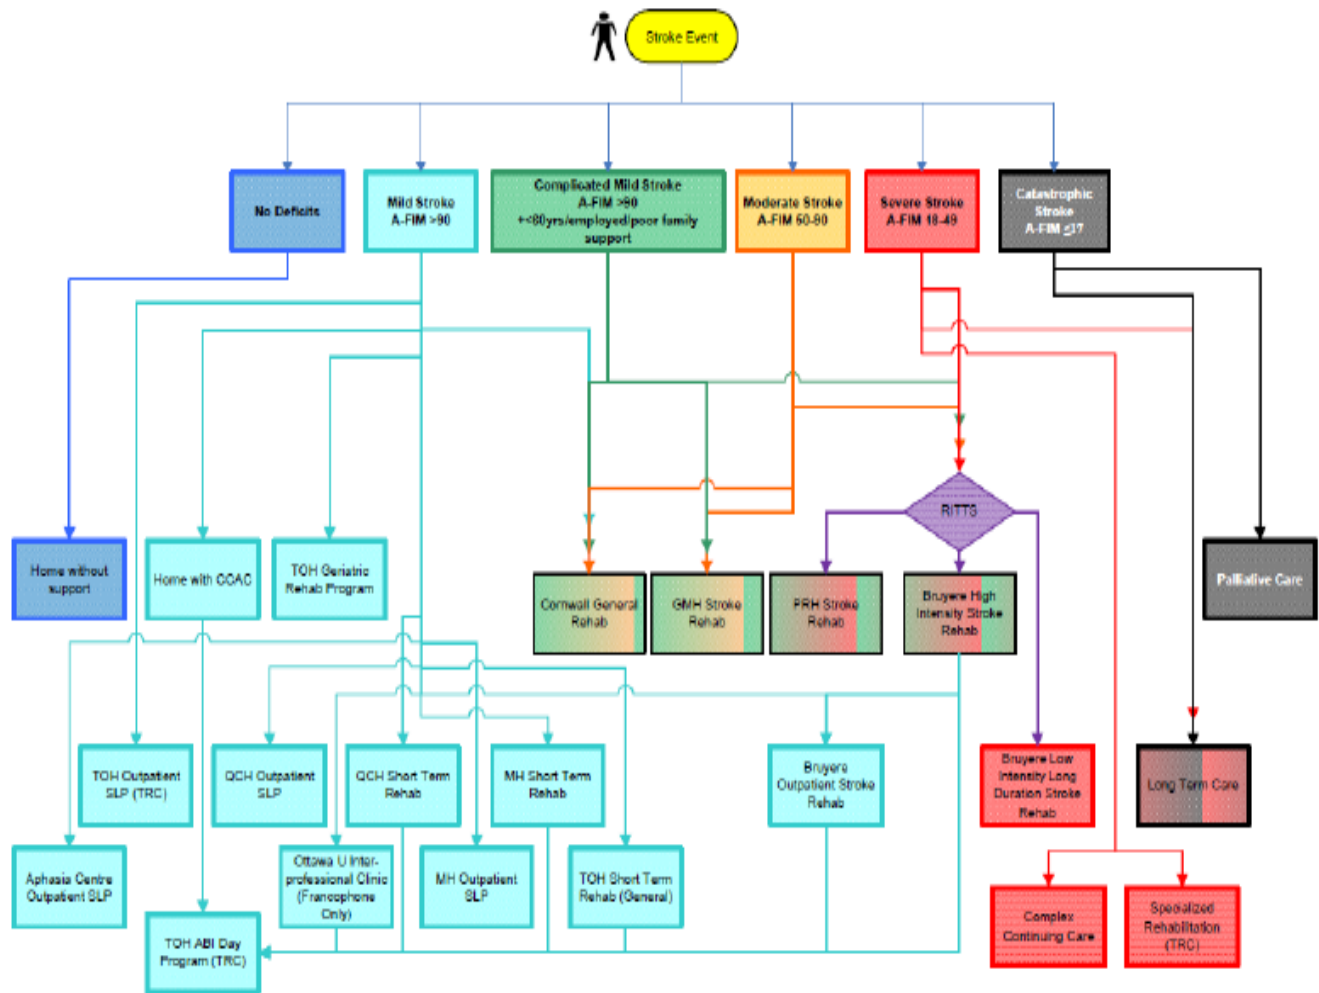 Stroke Event
No Deficits
Mild Stroke
A-FIM >90
Complicated Mild Stroke
A-FIM >90
+<60yrs/employed/poor family
support
Moderate Stroke
A-FIM 50-90
Severe Stroke
A-FIM 18-49
Catastrophic
Stroke
A-FIM ≤17
RITTS
Home without
support
Home with CCAC
TOH Geriatric
Rehab Program
Cornwall General
Rehab
GMH Stroke
Rehab
PRH Stroke
Rehab
Bruyere High
Intensity Stroke
Rehab
Palliative Care
TOH Outpatient
SLP (TRC)
QCH Outpatient
SLP
QCH Short Term
Rehab
MH Short Term
Rehab
Bruyere
Outpatient Stroke
Rehab
Bruyere Low
Intensity Long
Duration Stroke
Rehab
Long Term Care
Aphasia Centre
Outpatient SLP
Ottawa U Inter-
professional Clinic
(Francophone
Only)
MH Outpatient
SLP
TOH Short Term
Rehab (General)
TOH ABI Day
Program (TRC)
Complex
Continuing Care
Specialized
Rehabilitation
(TRC)